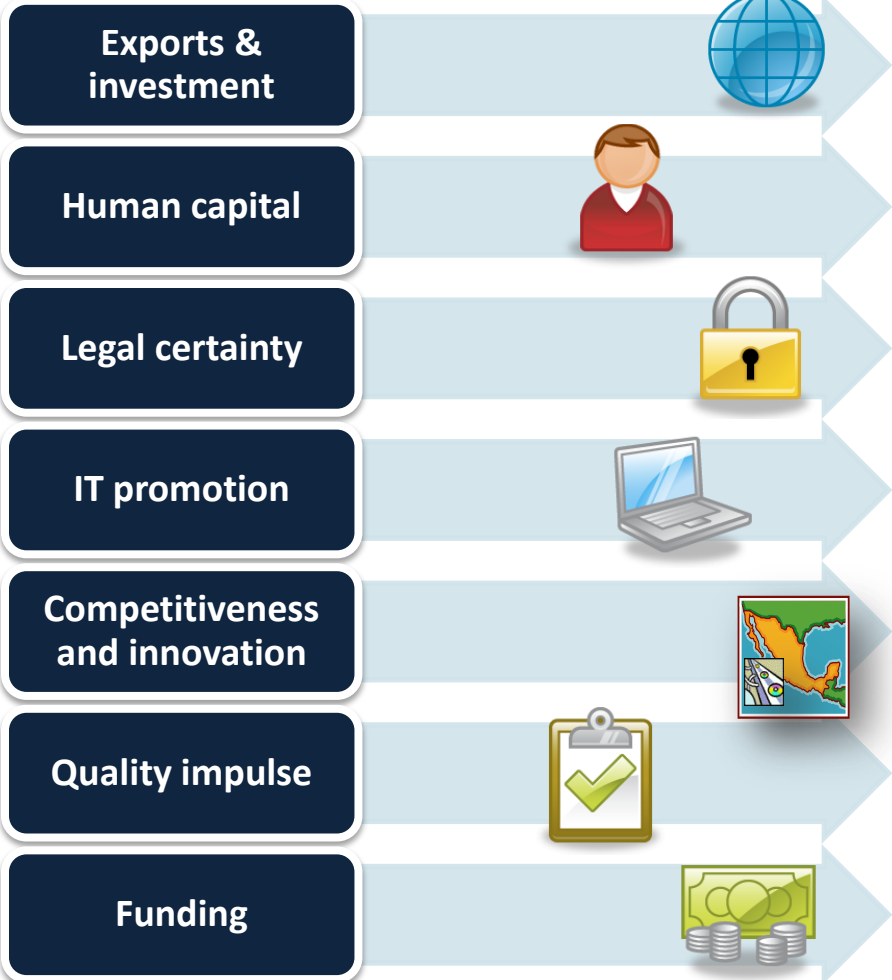 Exports &
investment
Human capital
Legal certainty
IT promotion
Competitiveness
and innovation
Quality impulse
Funding